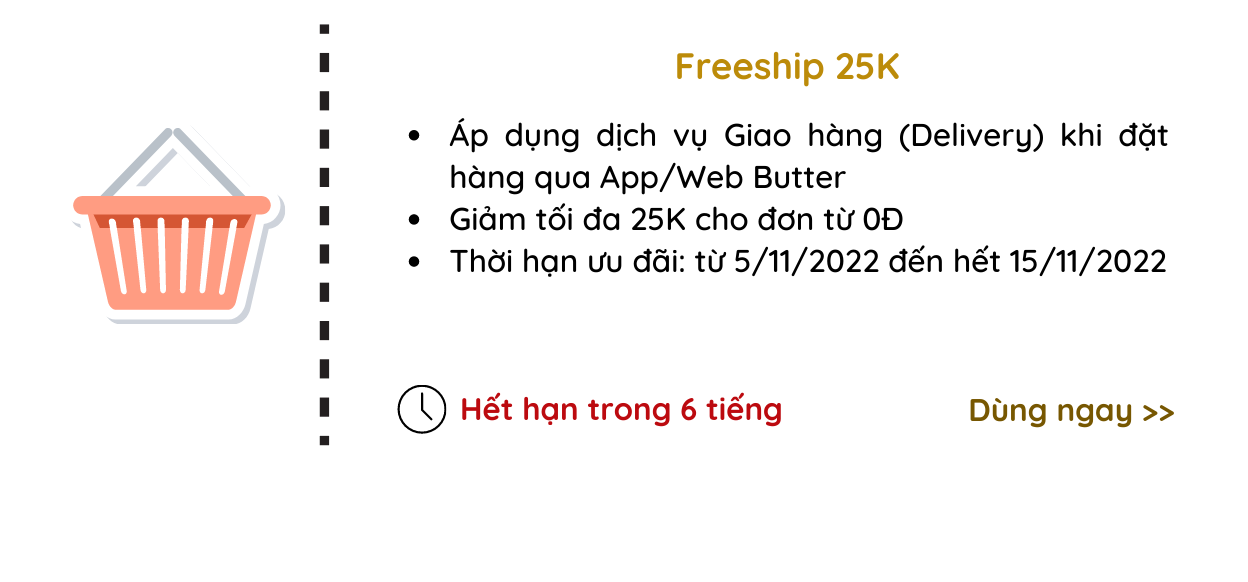 Freeship 25K
• Áp dụng dịch vụ Giao hàng (Delivery) khi đặt
hàng qua App/Web Butter
• Giảm tối đa 25K cho đơn từ 0Đ
• Thời hạn ưu đãi: từ 5/11/2022 đến hết 15/11/2022
Hết hạn trong 6 tiếng
Dùng ngay >>